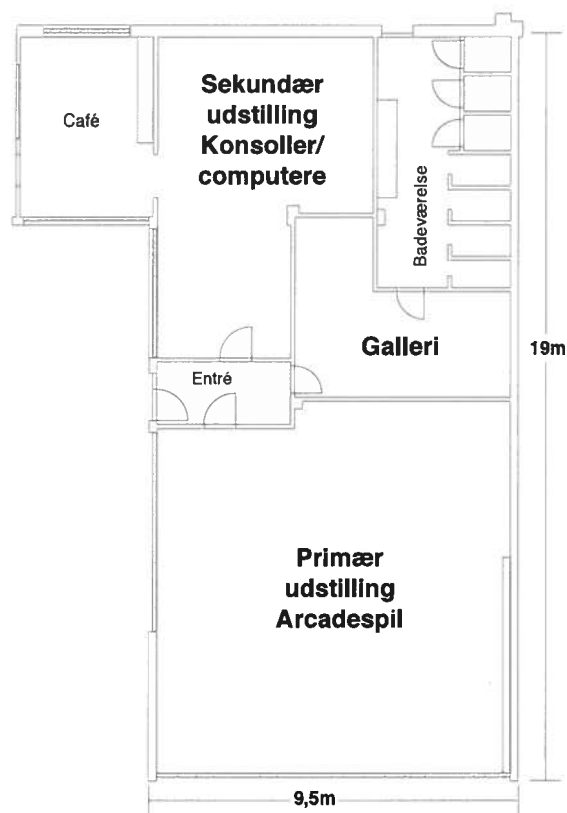 Café
Sekundær
udstilling
Konsoller/
computere
Badeværelse
Galleri
19m
Entré
Primær
udstilling
Arcadespil
9,5m